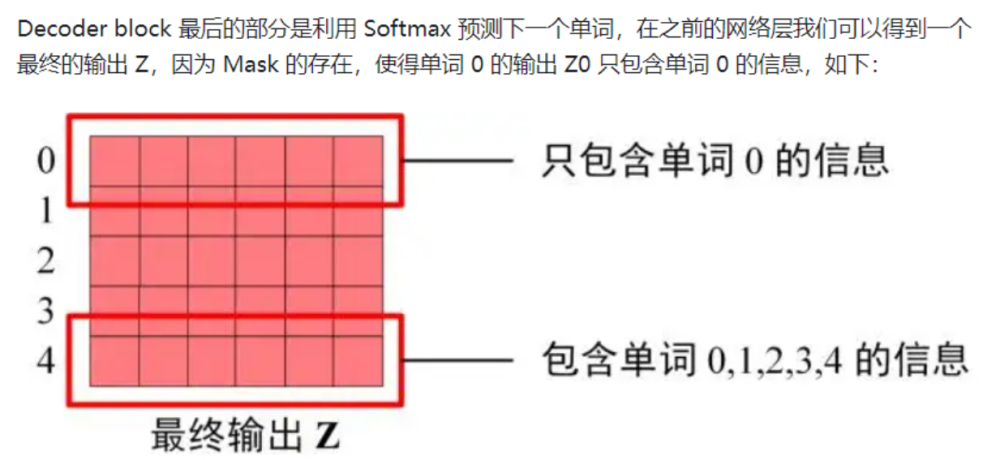 Decoder block 最后的部分是利用 Softmax 预测下一个单词，在之前的网络层我们可以得到一个
最终的输出 Z，因为 Mask 的存在，使得单词 0 的输出 Z0 只包含单词 0 的信息，如下：
0
只包含单词 0 的信息
1
2
3
4
包含单词 0,1,2,3,4 的信息
最终输出 Z